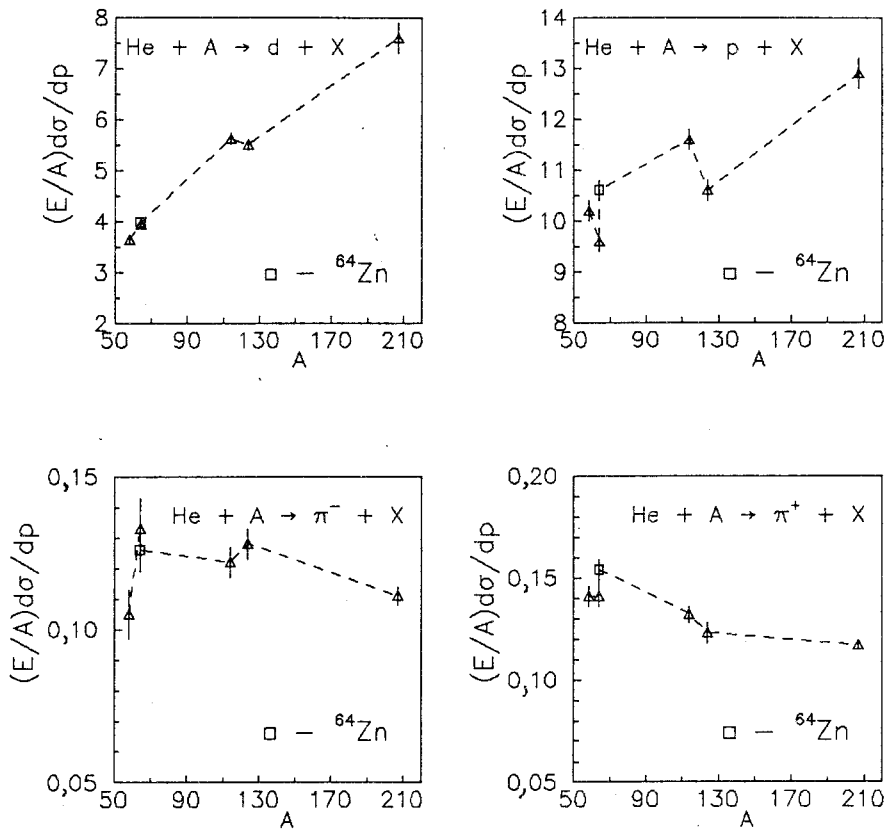 He + A → d + X
(E/A)dσ/dp
8
7
6
5
4
3
2
□ — ⁶⁴Zn
50 90 130 170 210
A
He + A → p + X
(E/A)dσ/dp
14
13
12
11
10
9
8
□ — ⁶⁴Zn
50 90 130 170 210
A
He + A → π⁻ + X
(E/A)dσ/dp
0,15
0,10
0,05
□ — ⁶⁴Zn
50 90 130 170 210
A
He + A → π⁺ + X
(E/A)dσ/dp
0,20
0,15
0,10
0,05
□ — ⁶⁴Zn
50 90 130 170 210
A